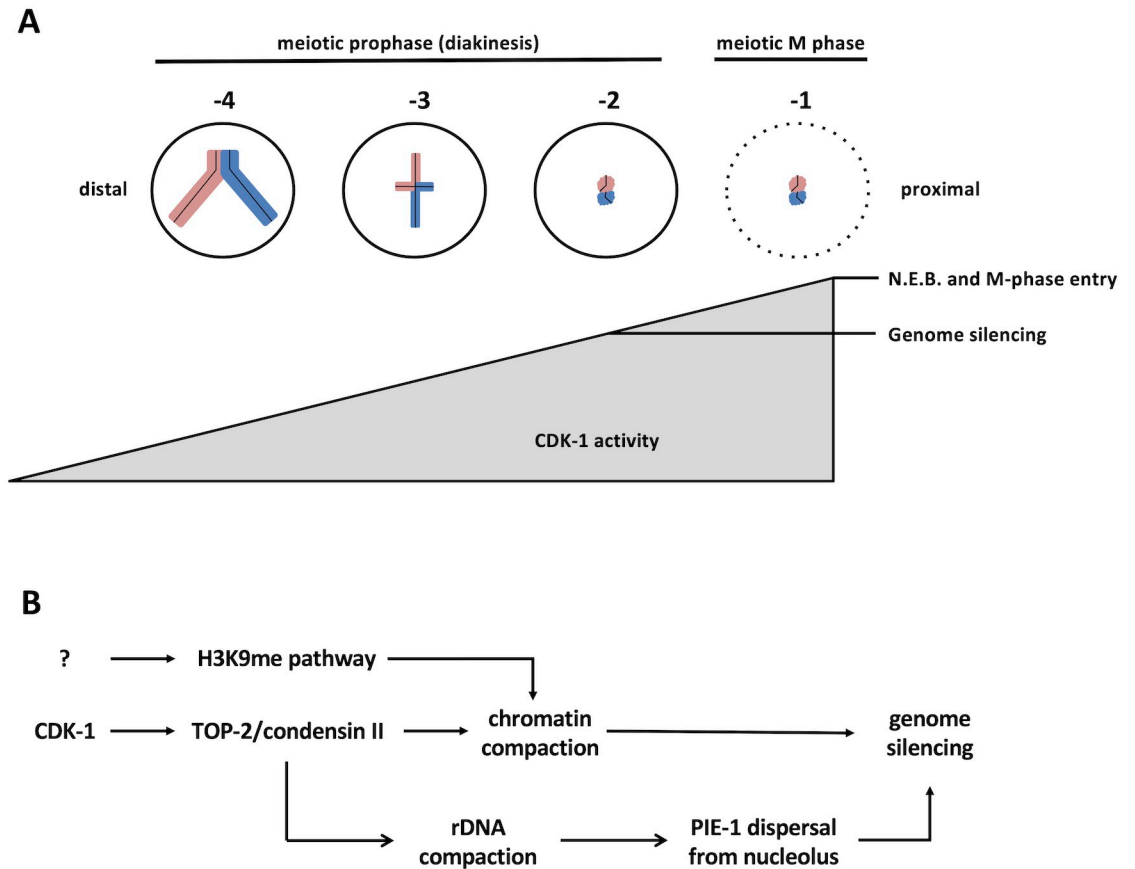 A
meiotic prophase (diakinesis)
meiotic M phase
-4
-3
-2
-1
distal
proximal
N.E.B. and M-phase entry
Genome silencing
CDK-1 activity
B
?
H3K9me pathway
CDK-1
TOP-2/condensin II
chromatin
compaction
genome
silencing
rDNA
compaction
PIE-1 dispersal
from nucleolus